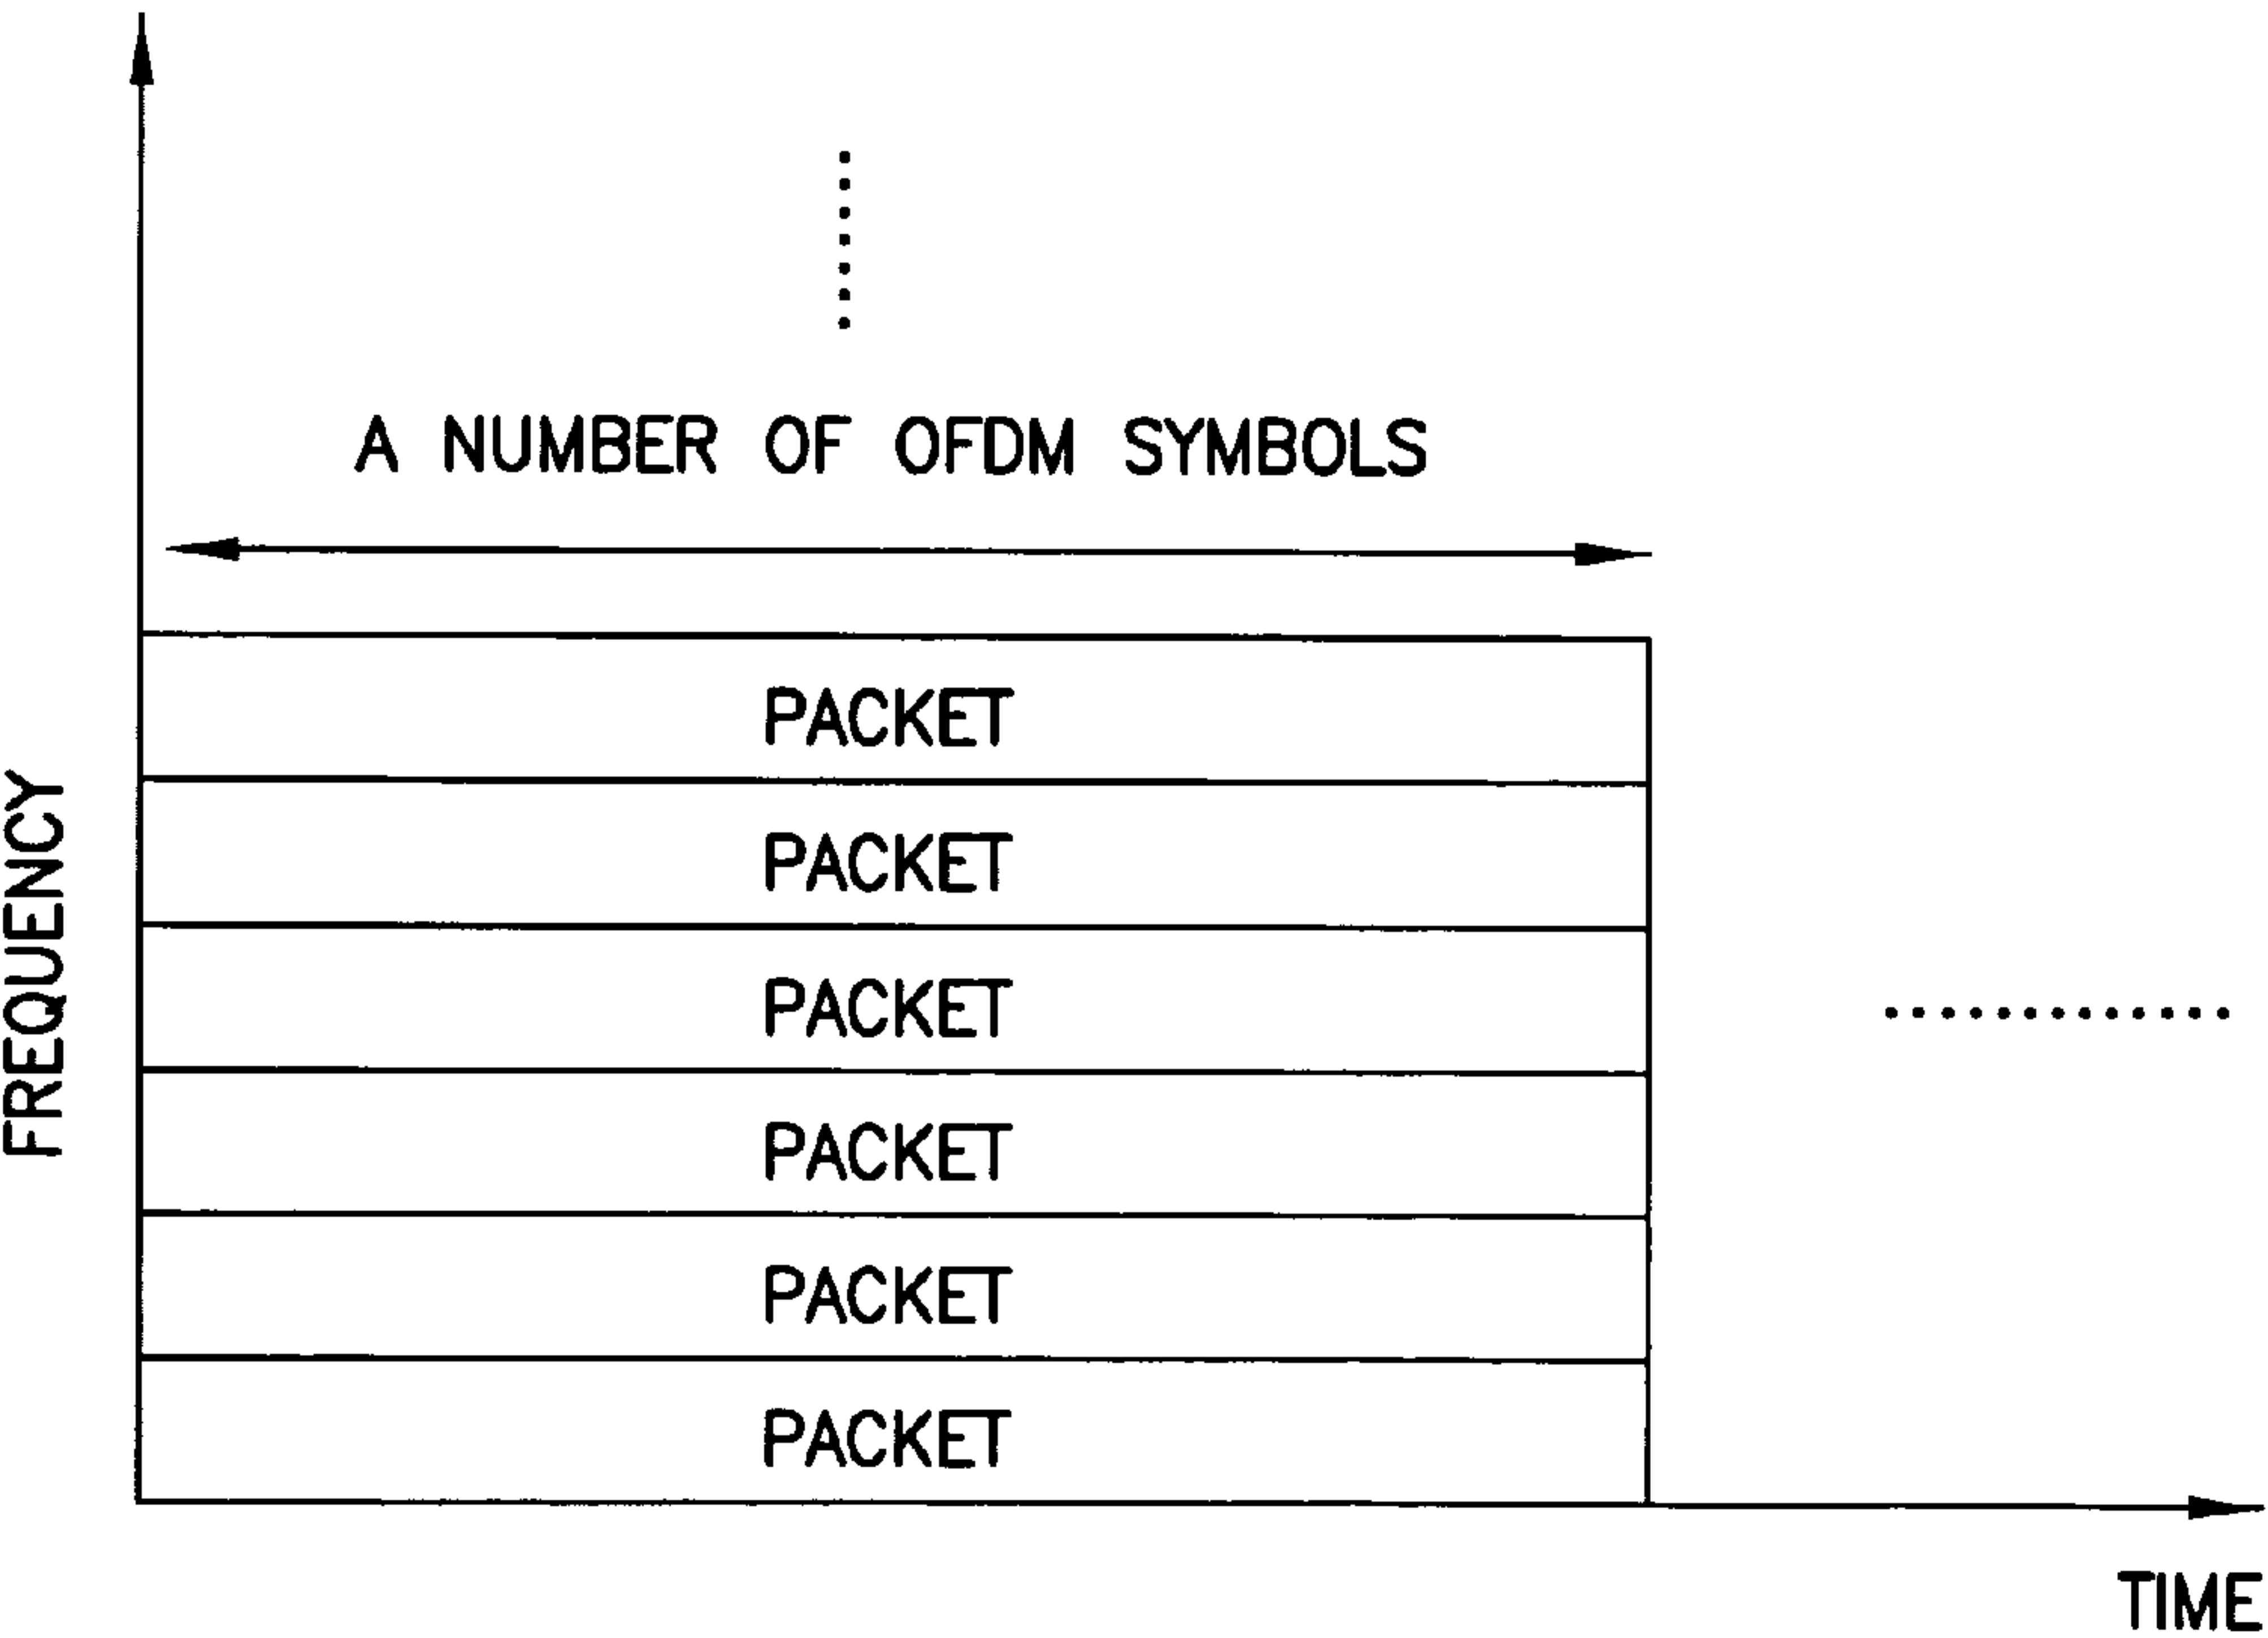 A NUMBER OF OFDM SYMBOLS
PACKET
PACKET
PACKET
PACKET
PACKET
PACKET
FREQUENCY
TIME